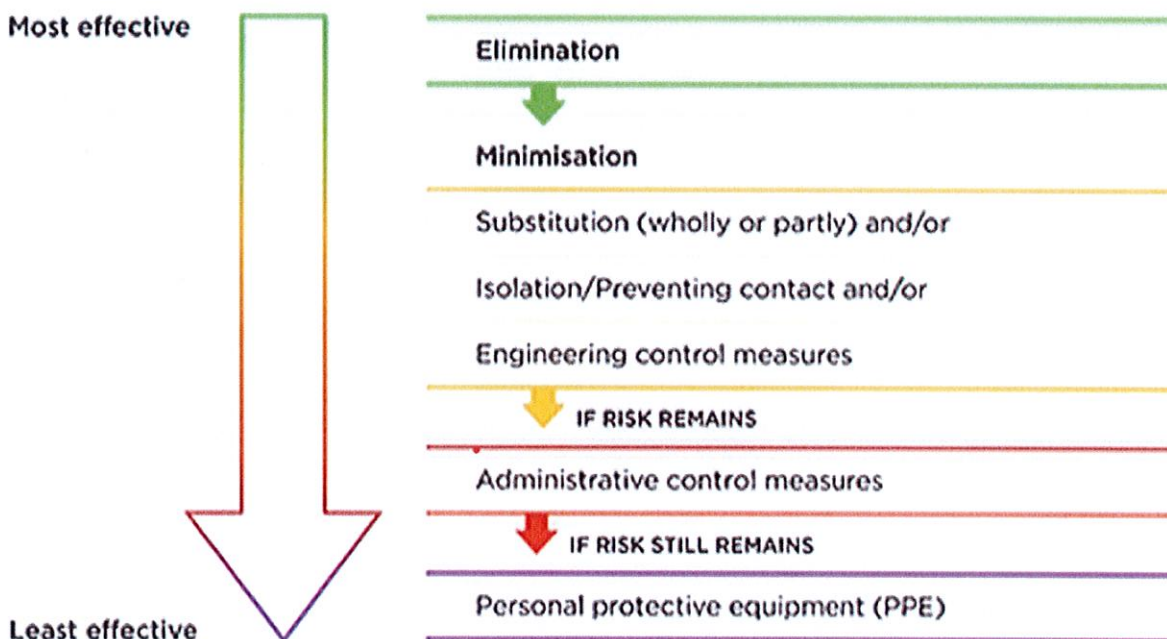 Most effective
Elimination
Minimisation
Substitution (wholly or partly) and/or
Isolation/Preventing contact and/or
Engineering control measures
IF RISK REMAINS
Administrative control measures
IF RISK STILL REMAINS
Personal protective equipment (PPE)
Least effective